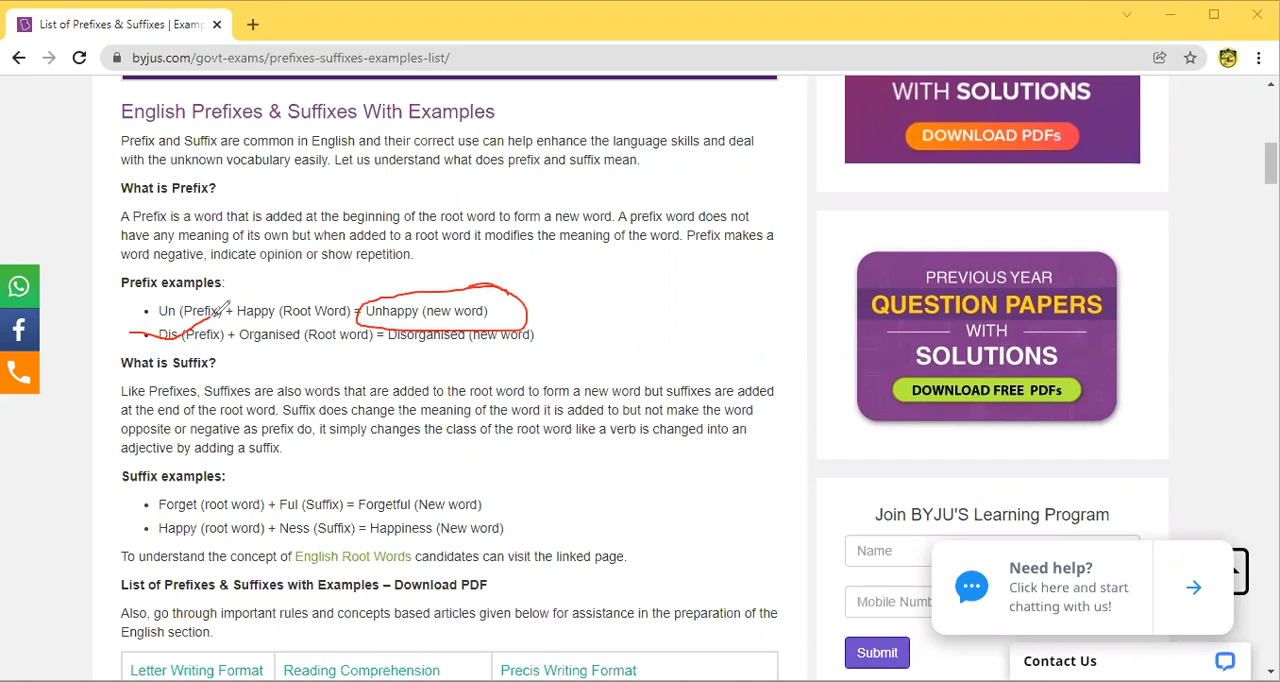 List of Prefixes & Suffixes | Examp
byjus.com/govt-exams/prefixes-suffixes-examples-list/
English Prefixes & Suffixes With Examples
Prefix and Suffix are common in English and their correct use can help enhance the language skills and deal
with the unknown vocabulary easily. Let us understand what does prefix and suffix mean.
What is Prefix?
A Prefix is a word that is added at the beginning of the root word to form a new word. A prefix word does not
have any meaning of its own but when added to a root word it modifies the meaning of the word. Prefix makes a
word negative, indicate opinion or show repetition.
Prefix examples:
• Un (Prefix) + Happy (Root Word) = Unhappy (new word)
• Dis (Prefix) + Organised (Root word) = Disorganised (new word)
What is Suffix?
Like Prefixes, Suffixes are also words that are added to the root word to form a new word but suffixes are added
at the end of the root word. Suffix does change the meaning of the word it is added to but not make the word
opposite or negative as prefix do, it simply changes the class of the root word like a verb is changed into an
adjective by adding a suffix.
Suffix examples:
• Forget (root word) + Ful (Suffix) = Forgetful (New word)
• Happy (root word) + Ness (Suffix) = Happiness (New word)
To understand the concept of English Root Words candidates can visit the linked page.
List of Prefixes & Suffixes with Examples – Download PDF
Also, go through important rules and concepts based articles given below for assistance in the preparation of the
English section.
Letter Writing Format Reading Comprehension Precis Writing Format
WITH SOLUTIONS
DOWNLOAD PDFs
PREVIOUS YEAR
QUESTION PAPERS
WITH
SOLUTIONS
DOWNLOAD FREE PDFs
Join BYJU'S Learning Program
Name
Mobile Numb
Submit
Need help?
Click here and start
chatting with us!
Contact Us